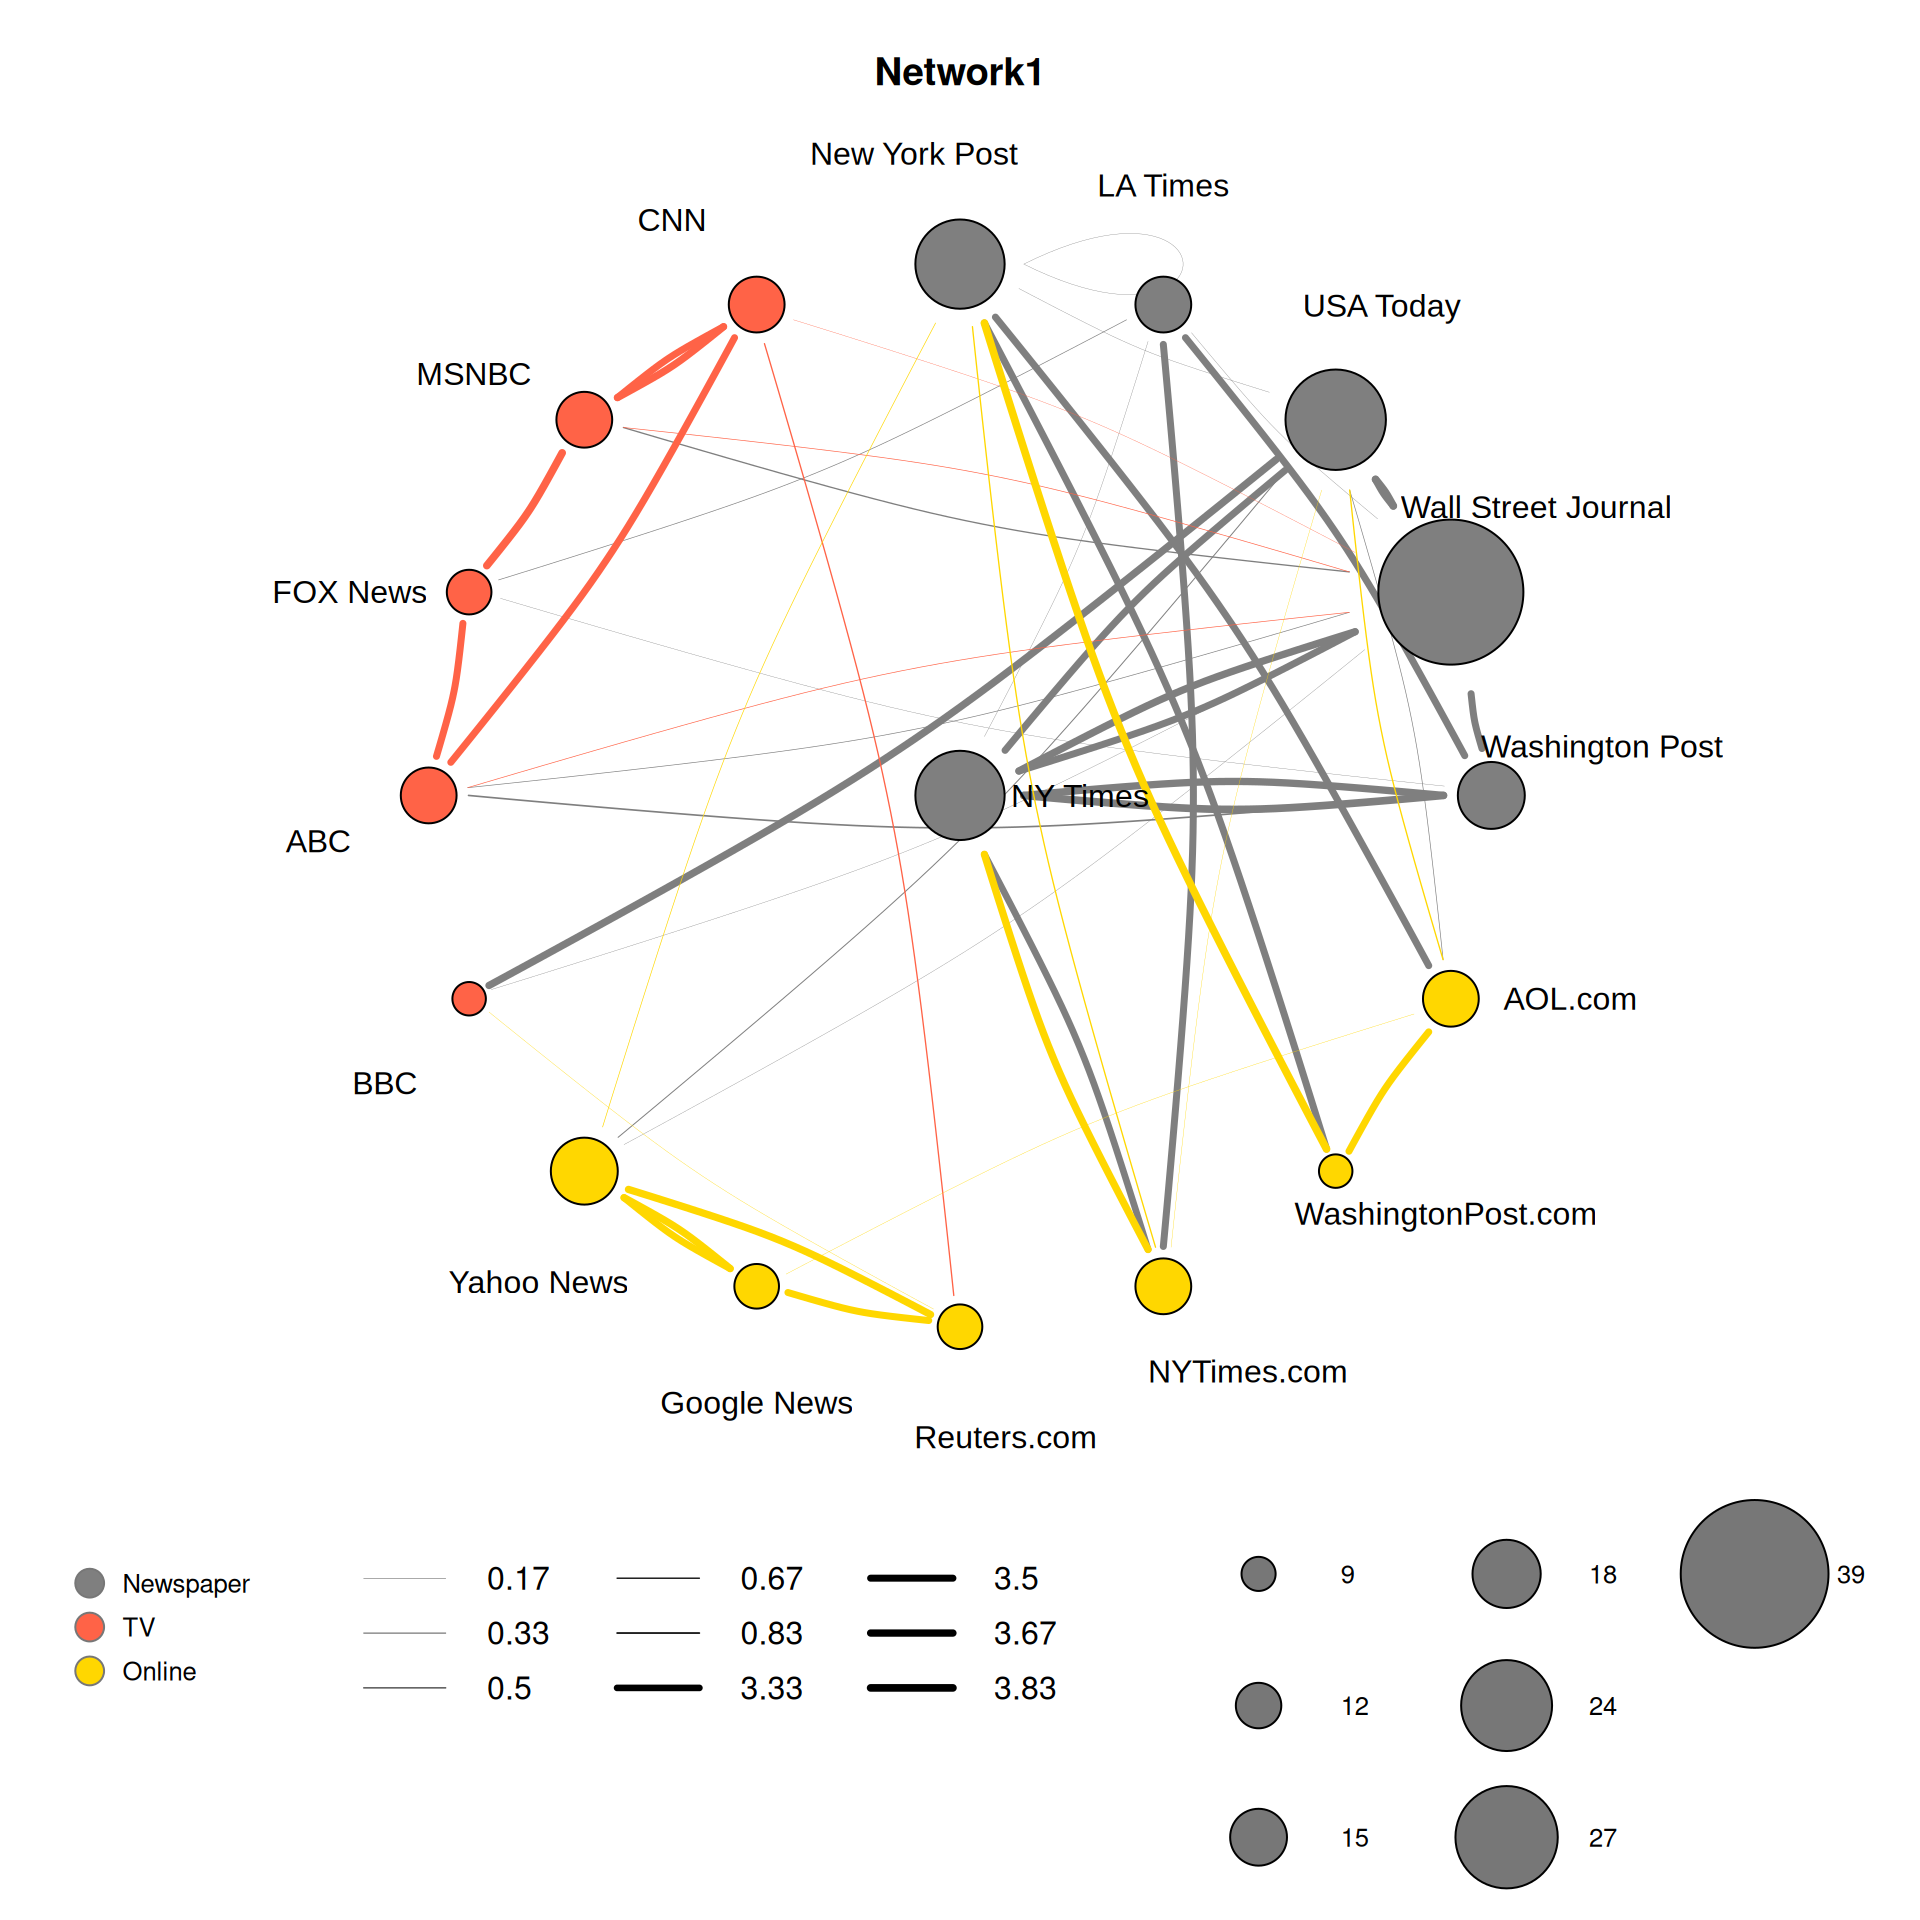 Network1
New York Post
LA Times
CNN
USA Today
MSNBC
Wall Street Journal
FOX News
Washington Post
NY Times
ABC
AOL.com
BBC
WashingtonPost.com
Yahoo News
NYTimes.com
Google News
Reuters.com
Newspaper
TV
Online
0.17
0.33
0.5
0.67
0.83
3.33
3.5
3.67
3.83
9
12
15
18
24
27
39